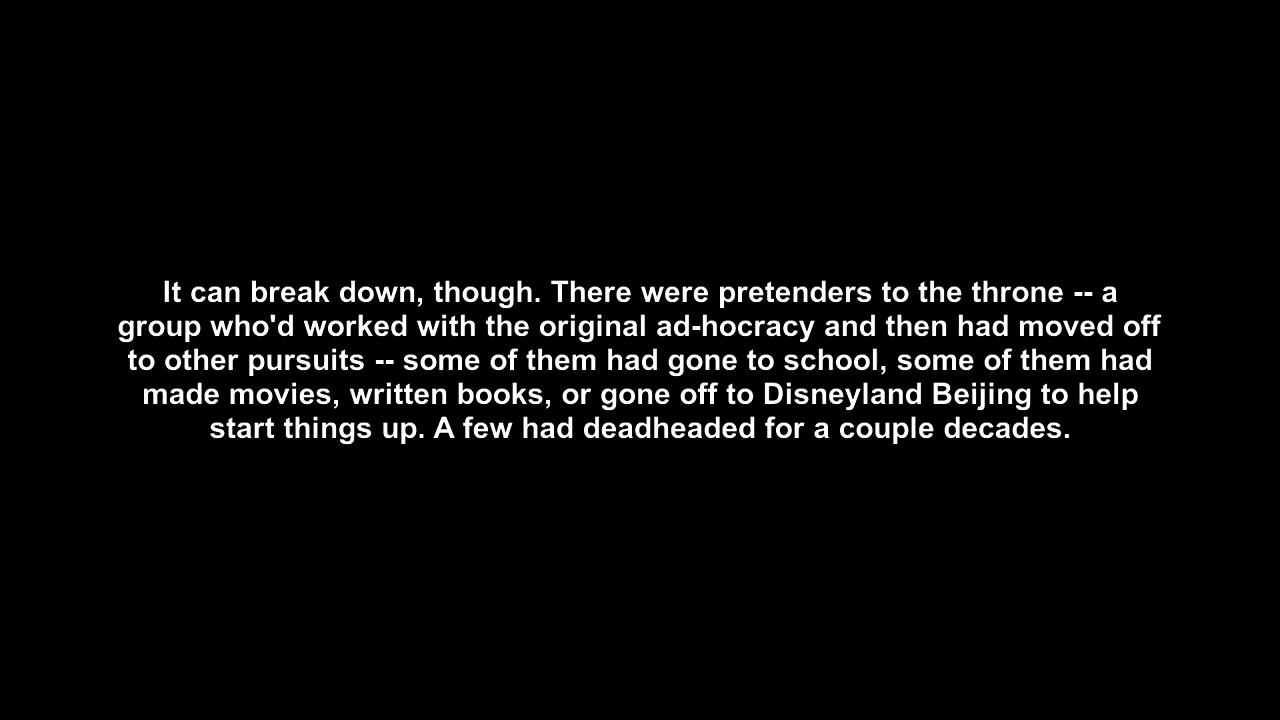 It can break down, though. There were pretenders to the throne -- a
group who'd worked with the original ad-hocracy and then had moved off
to other pursuits -- some of them had gone to school, some of them had
made movies, written books, or gone off to Disneyland Beijing to help
start things up. A few had deadheaded for a couple decades.